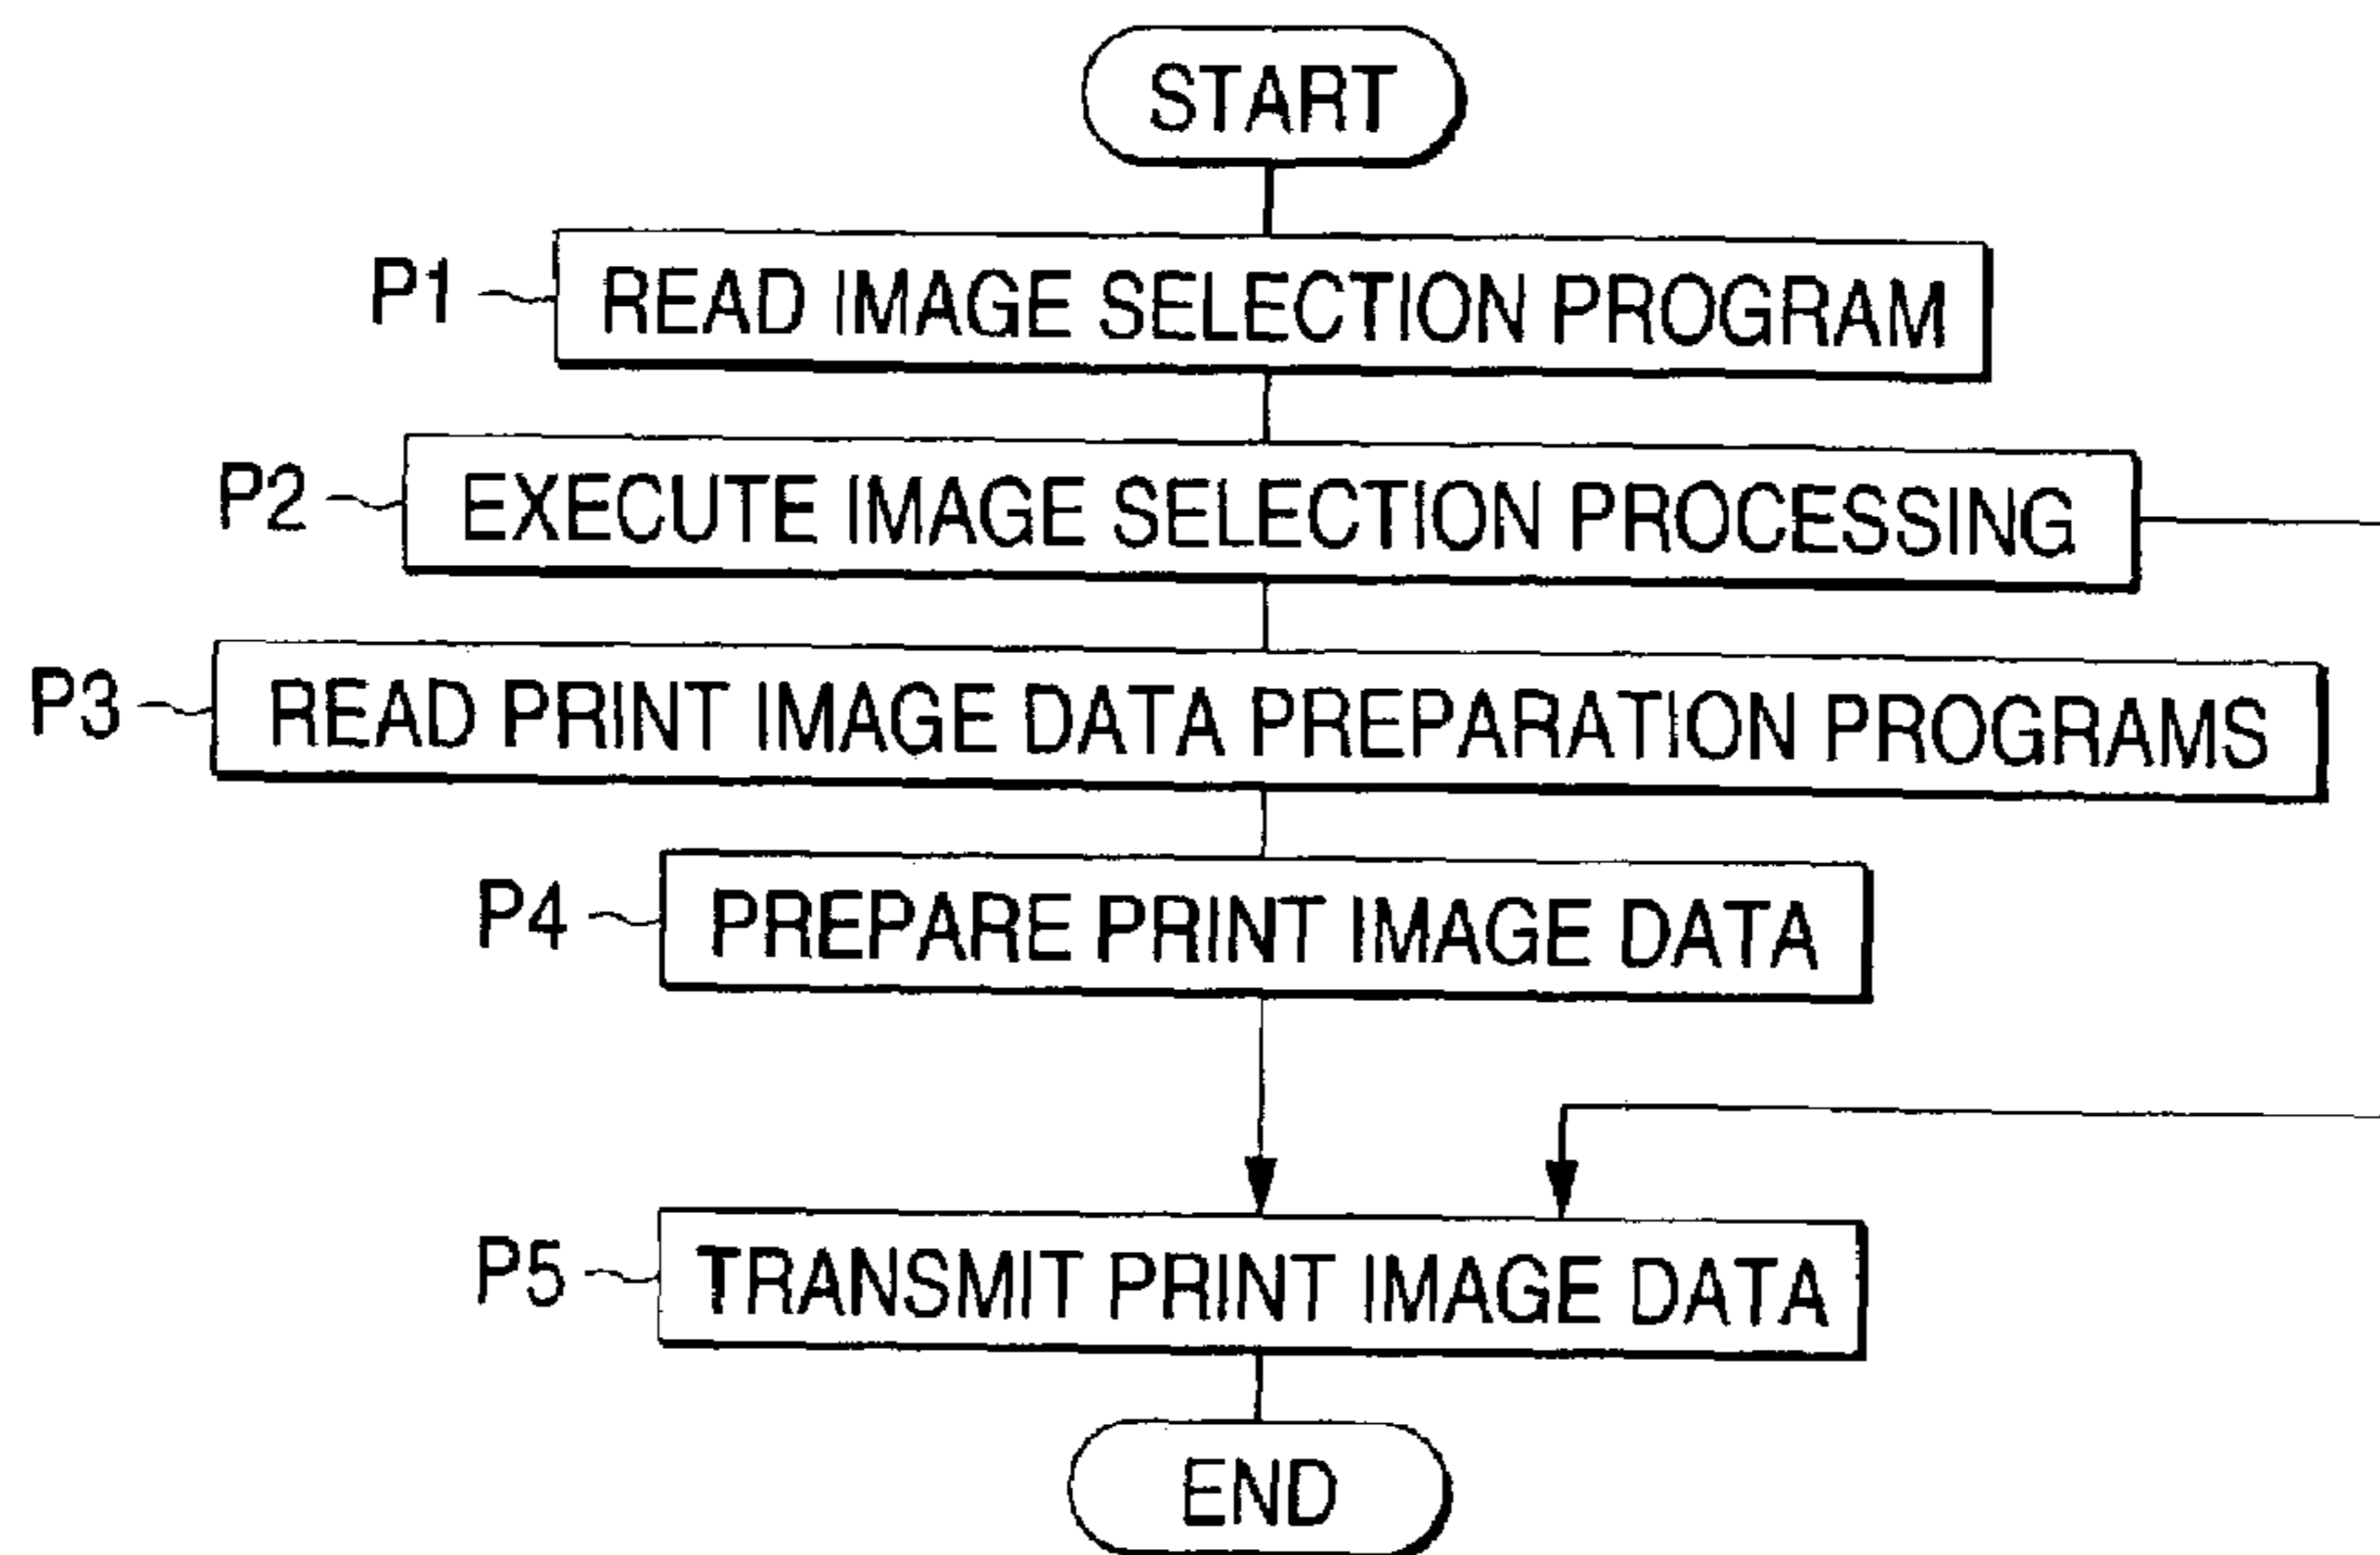 START
P1 READ IMAGE SELECTION PROGRAM
P2 EXECUTE IMAGE SELECTION PROCESSING
P3 READ PRINT IMAGE DATA PREPARATION PROGRAMS
P4 PREPARE PRINT IMAGE DATA
P5 TRANSMIT PRINT IMAGE DATA
END